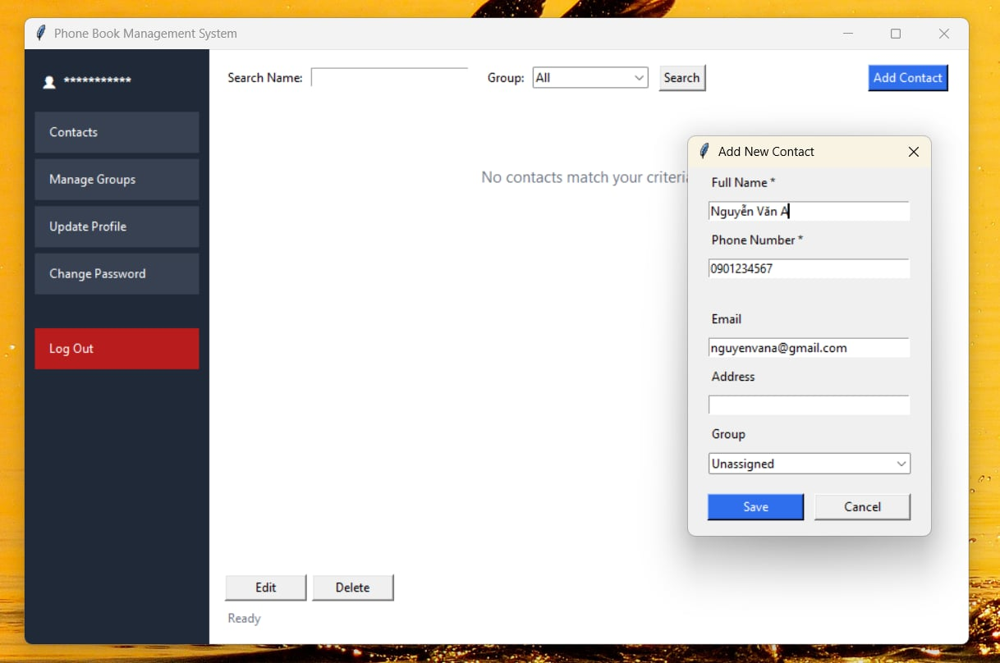 Phone Book Management System
***********
Contacts
Manage Groups
Update Profile
Change Password
Log Out
Search Name:
Group: All
Search
Add Contact
No contacts match your criteria
Add New Contact
Full Name *
Nguyễn Văn A
Phone Number *
0901234567
Email
nguyenvana@gmail.com
Address
Group
Unassigned
Save
Cancel
Edit
Delete
Ready